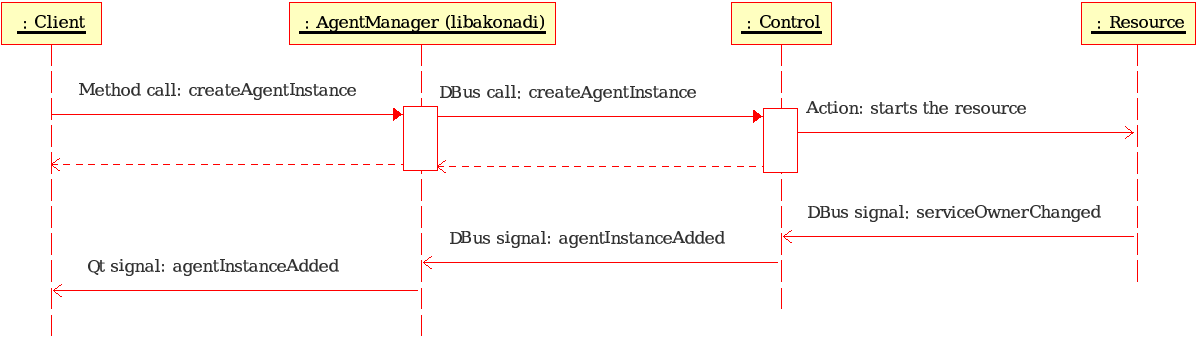 : Client
: AgentManager (libakonadi)
: Control
: Resource
Method call: createAgentInstance
DBus call: createAgentInstance
Action: starts the resource
DBus signal: serviceOwnerChanged
DBus signal: agentInstanceAdded
Qt signal: agentInstanceAdded